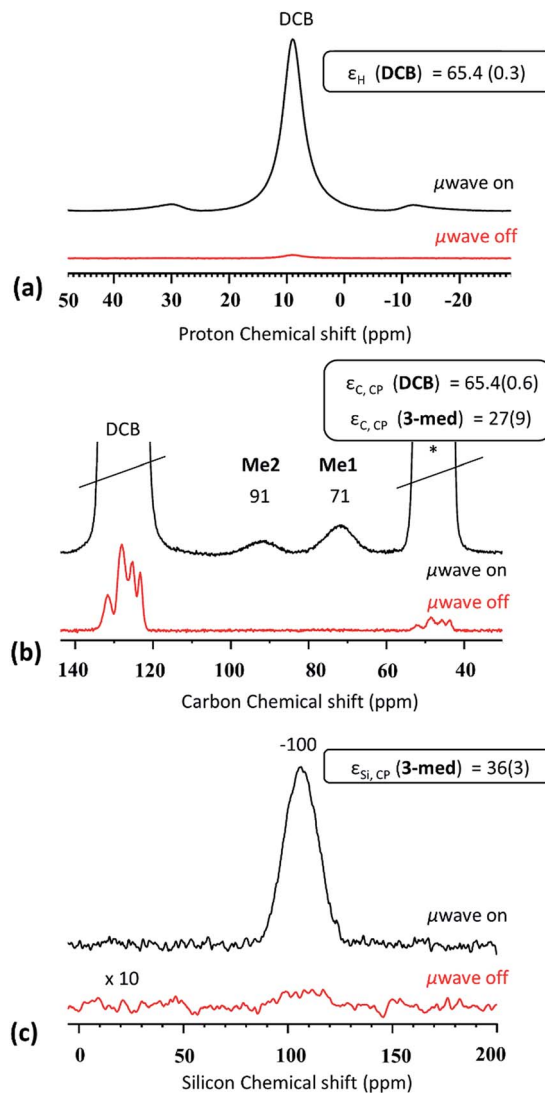 DCB
εH (DCB) = 65.4 (0.3)
μwave on
μwave off
(a)
50 40 30 20 10 0 -10 -20
Proton Chemical shift (ppm)
εC, CP (DCB) = 65.4(0.6)
εC, CP (3-med) = 27(9)
DCB
Me2 Me1
91 71
*
μwave on
μwave off
(b)
140 120 100 80 60 40
Carbon Chemical shift (ppm)
-100
εSi, CP (3-med) = 36(3)
μwave on
x 10
μwave off
(c)
0 50 100 150 200
Silicon Chemical shift (ppm)